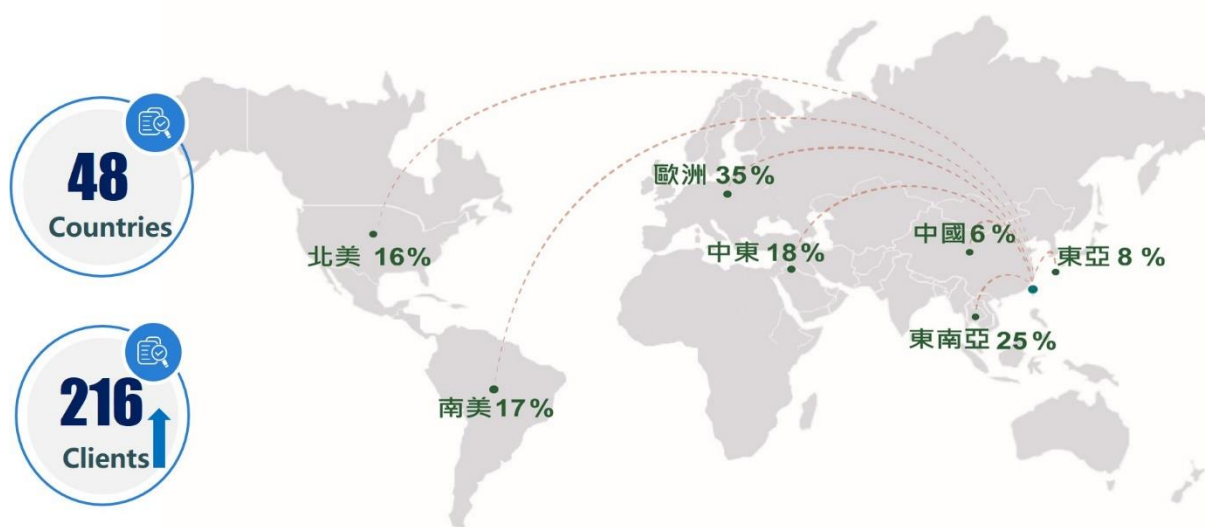 48
Countries
216
Clients
北美 16%
南美 17%
歐洲 35%
中東 18%
中國 6 %
東亞 8 %
東南亞 25 %